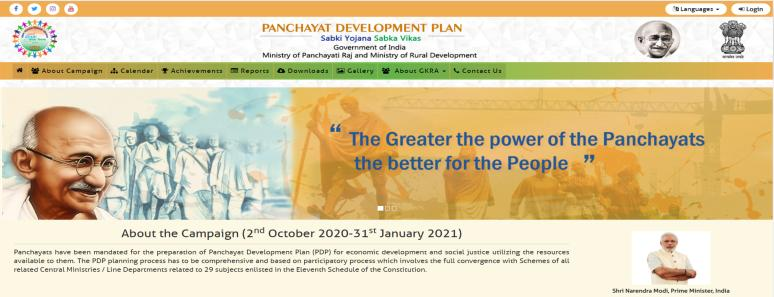 Languages
Login
PANCHAYAT DEVELOPMENT PLAN
Sabki Yojana Sabka Vikas
Government of India
Ministry of Panchayati Raj and Ministry of Rural Development
About Campaign Calendar Achievements Reports Downloads Gallery About GKRA Contact Us
“ The Greater the power of the Panchayats
the better for the People ”
About the Campaign (2nd October 2020-31st January 2021)
Panchayats have been mandated for the preparation of Panchayat Development Plan (PDP) for economic development and social justice utilizing the resources
available to them. The PDP planning process has to be comprehensive and based on participatory process which involves the full convergence with Schemes of all
related Central Ministries / Line Departments related to 29 subjects enlisted in the Eleventh Schedule of the Constitution.
Shri Narendra Modi, Prime Minister, India